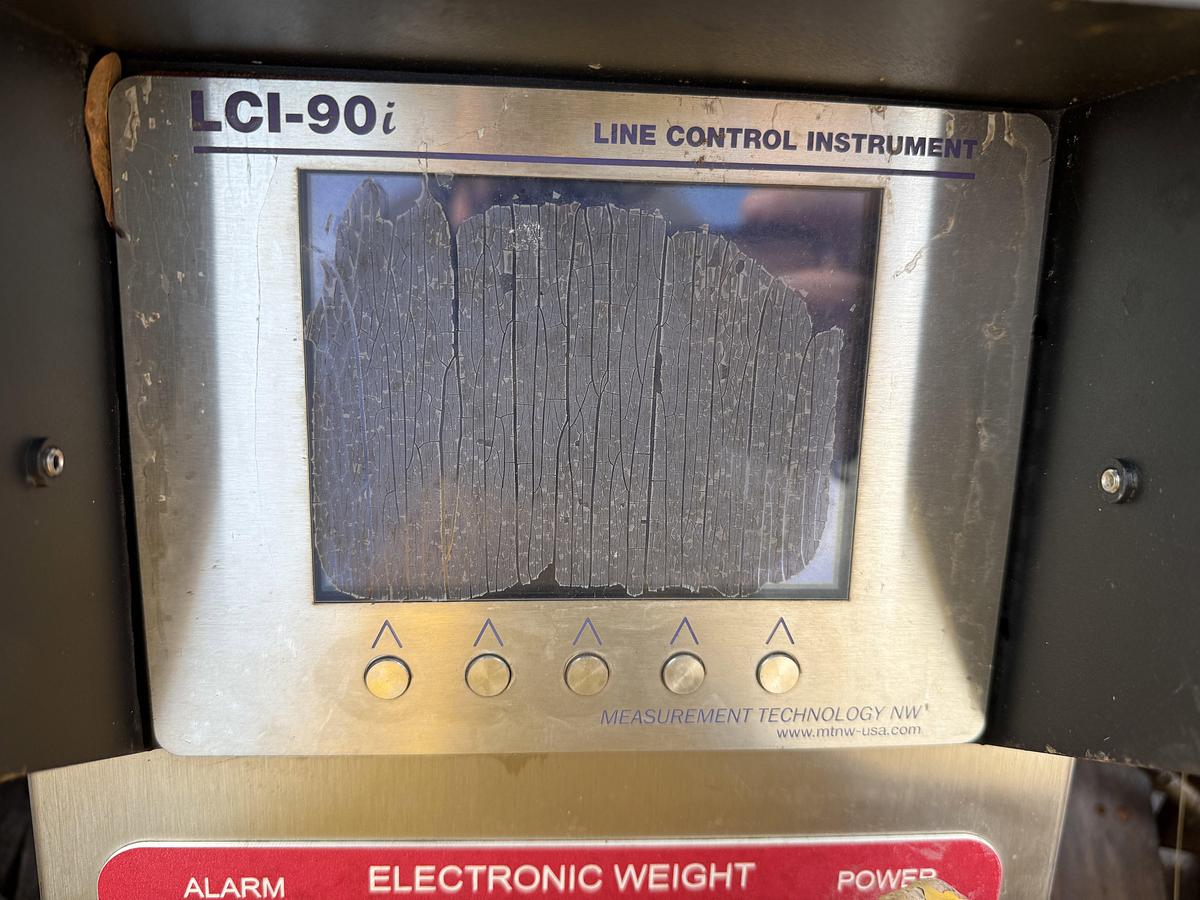 LCI-90i
LINE CONTROL INSTRUMENT
MEASUREMENT TECHNOLOGY NW
www.mtnw-usa.com
ALARM ELECTRONIC WEIGHT POWER